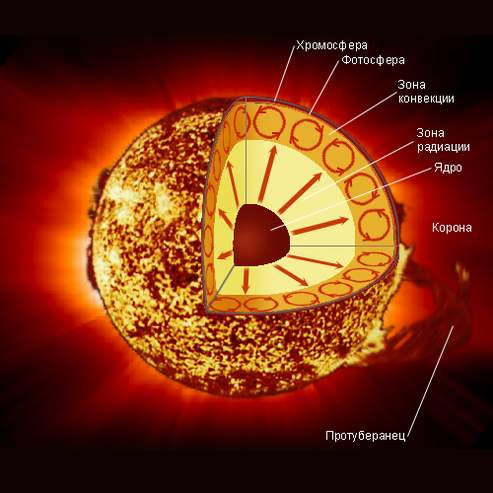 Хромосфера
Фотосфера
Зона
конвекции
Зона
радиации
Ядро
Корона
Протуберанец